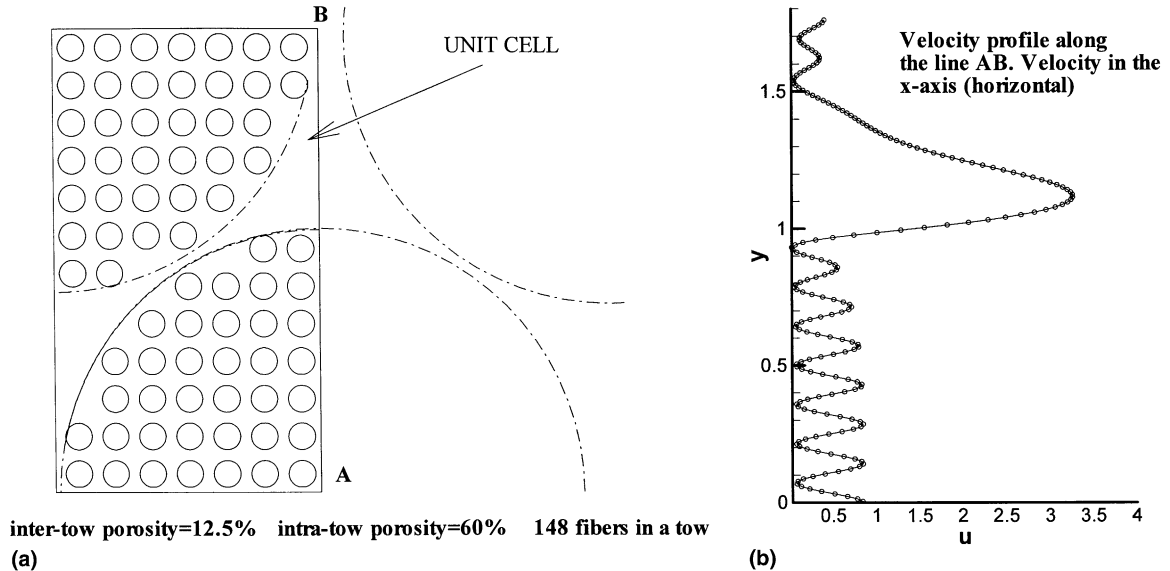 B
UNIT CELL
A
inter-tow porosity=12.5% intra-tow porosity=60% 148 fibers in a tow
(a)
Velocity profile along
the line AB. Velocity in the
x-axis (horizontal)
1.5
1
0.5
0
y
0.5 1 1.5 2 2.5 3 3.5 4
u
(b)